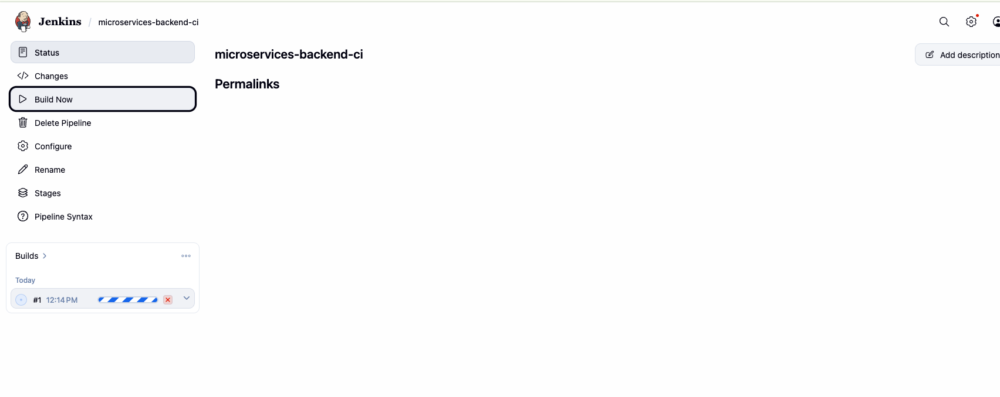 Jenkins / microservices-backend-ci
Status
Changes
Build Now
Delete Pipeline
Configure
Rename
Stages
Pipeline Syntax
Builds
Today
#1 12:14 PM
microservices-backend-ci
Add description
Permalinks